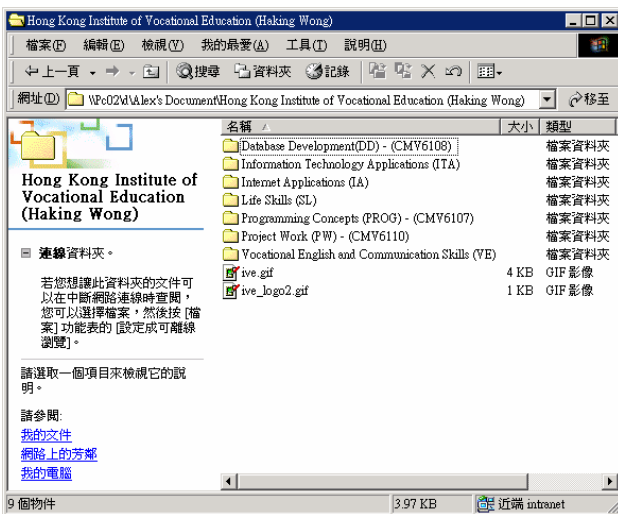 Hong Kong Institute of Vocational Education (Haking Wong)
檔案(F) 編輯(E) 檢視(V) 我的最愛(A) 工具(T) 說明(H)
上一頁 搜尋 資料夾 記錄
網址(D) \\Pc02\d\Alex's Document\Hong Kong Institute of Vocational Education (Haking Wong) 移至
Hong Kong Institute of
Vocational Education
(Haking Wong)
連線資料夾。
若您想讓此資料夾的文件可
以在中斷網路連線時查閱，
您可以選擇檔案，然後按 [檔
案] 功能表的 [設定成可離線
瀏覽]。
請選取一個項目來檢視它的說
明。
請參閱:
我的文件
網路上的芳鄰
我的電腦
名稱 大小 類型
Database Development(DD) - (CMV6108) 檔案資料夾
Information Technology Applications (ITA) 檔案資料夾
Internet Applications (IA) 檔案資料夾
Life Skills (SL) 檔案資料夾
Programming Concepts (PROG) - (CMV6107) 檔案資料夾
Project Work (PW) - (CMV6110) 檔案資料夾
Vocational English and Communication Skills (VE) 檔案資料夾
ive.gif 4 KB GIF 影像
ive_logo2.gif 1 KB GIF 影像
9 個物件 3.97 KB 近端 intranet